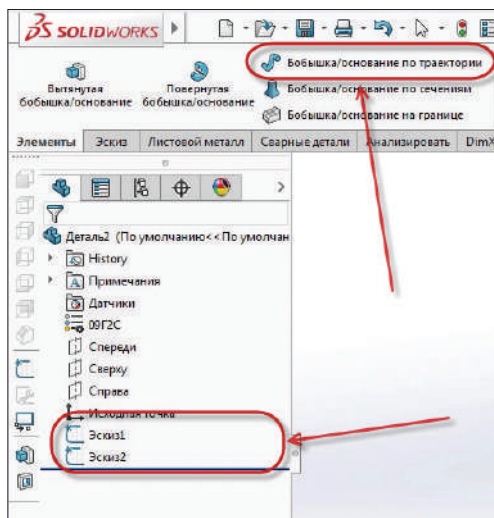 SOLIDWORKS
Бобышка/основание по траектории
Вытянутая бобышка/основание
Повернутая бобышка/основание
Бобышка/основание по сечениям
Бобышка/основание на границе
Элементы Эскиз Листовой металл Сварные детали Анализировать DimX
Деталь2 (По умолчанию<<По умолчан
History
Примечания
Датчики
09Г2С
Спереди
Сверху
Справа
Исходная точка
Эскиз1
Эскиз2